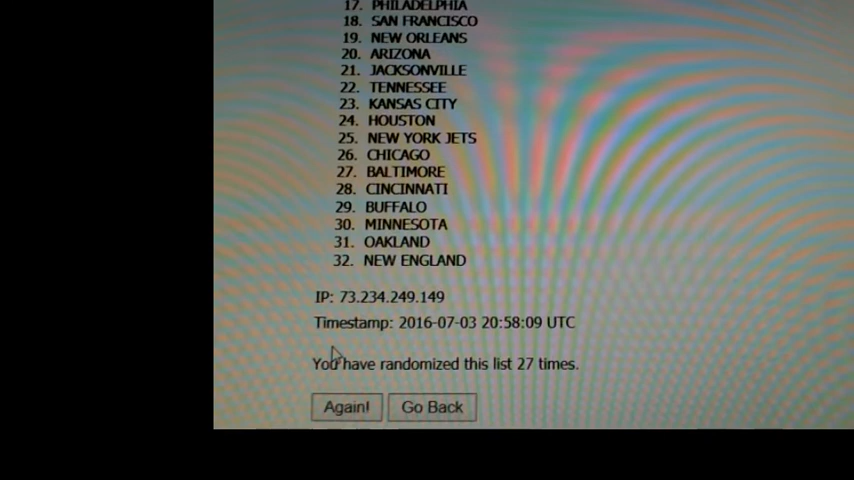 17. PHILADELPHIA
18. SAN FRANCISCO
19. NEW ORLEANS
20. ARIZONA
21. JACKSONVILLE
22. TENNESSEE
23. KANSAS CITY
24. HOUSTON
25. NEW YORK JETS
26. CHICAGO
27. BALTIMORE
28. CINCINNATI
29. BUFFALO
30. MINNESOTA
31. OAKLAND
32. NEW ENGLAND
IP: 73.234.249.149
Timestamp: 2016-07-03 20:58:09 UTC
You have randomized this list 27 times.
Again! Go Back